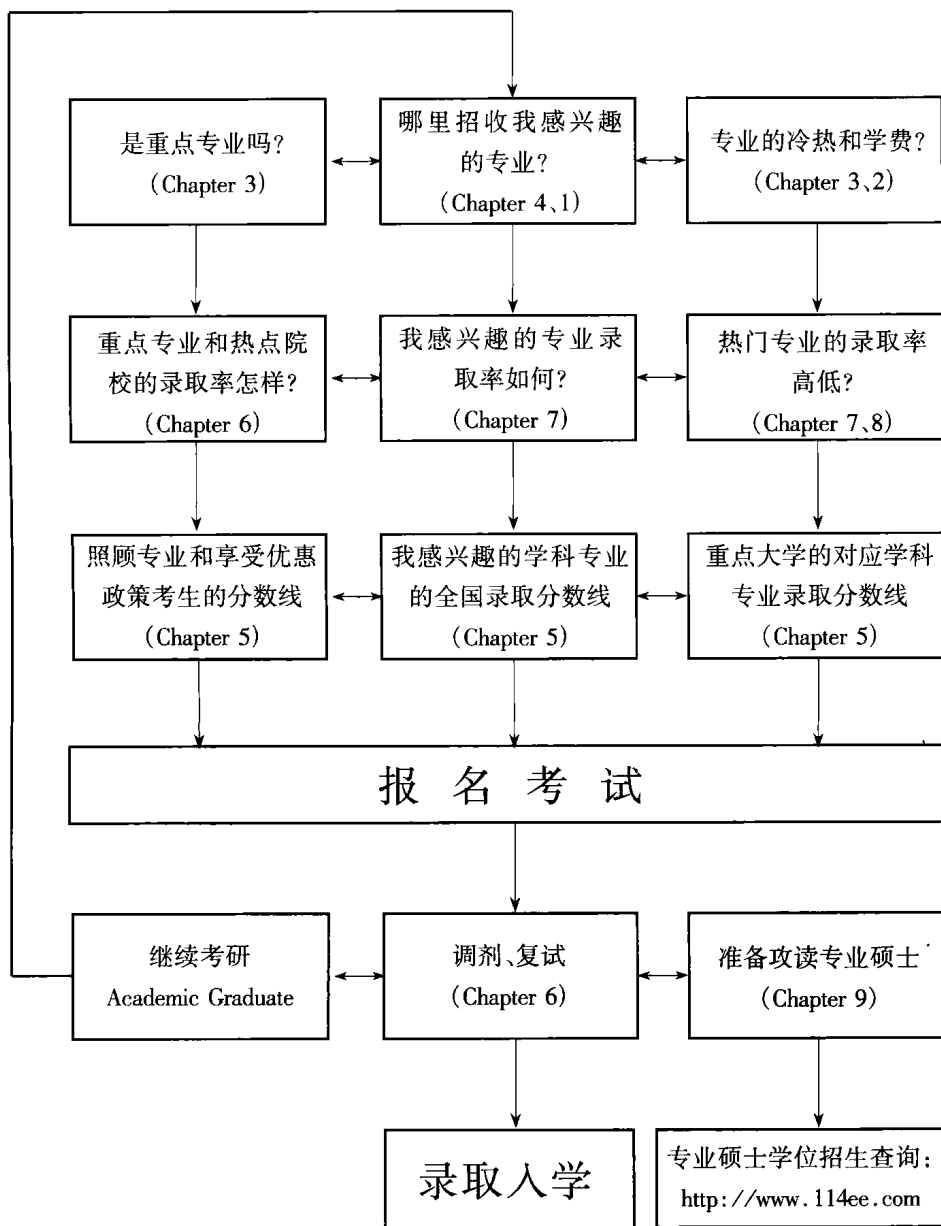 是重点专业吗?
(Chapter 3)
哪里招收我感兴趣
的专业?
(Chapter 4、1)
专业的冷热和学费?
(Chapter 3、2)
重点专业和热点院
校的录取率怎样?
(Chapter 6)
我感兴趣的专业录
取率如何?
(Chapter 7)
热门专业的录取率
高低?
(Chapter 7、8)
照顾专业和享受优惠
政策考生的分数线
(Chapter 5)
我感兴趣的学科专业
的全国录取分数线
(Chapter 5)
重点大学的对应学科
专业录取分数线
(Chapter 5)
报名考试
继续考研
Academic Graduate
调剂、复试
(Chapter 6)
准备攻读专业硕士
(Chapter 9)
录取入学
专业硕士学位招生查询:
http://www.114ee.com